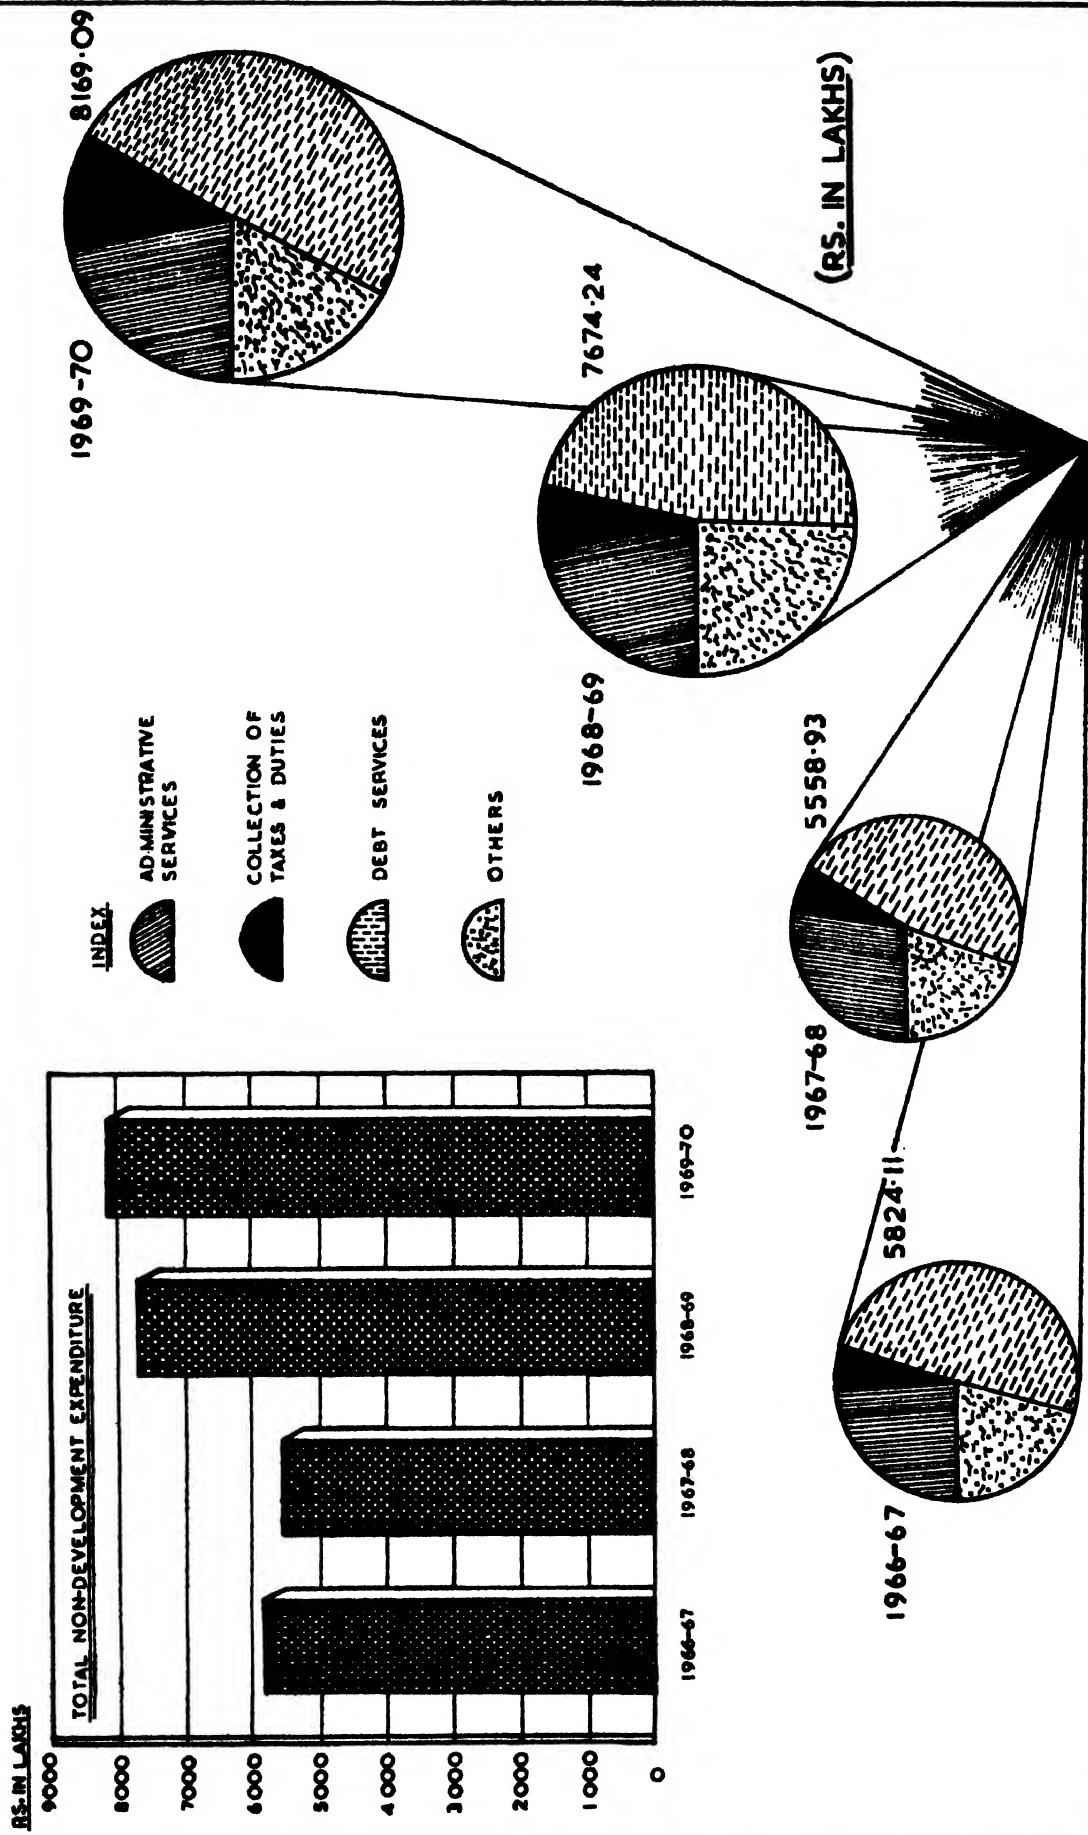 RS. IN LAKHS
TOTAL NON-DEVELOPMENT EXPENDITURE
9000
8000
7000
6000
5000
4000
3000
2000
1000
0
1966-67
1967-68
1968-69
1969-70
INDEX
ADMINISTRATIVE
SERVICES
COLLECTION OF
TAXES & DUTIES
DEBT SERVICES
OTHERS
1966-67
5824·11
1967-68
5558·93
1968-69
7674·24
1969-70
8169·09
(RS. IN LAKHS)